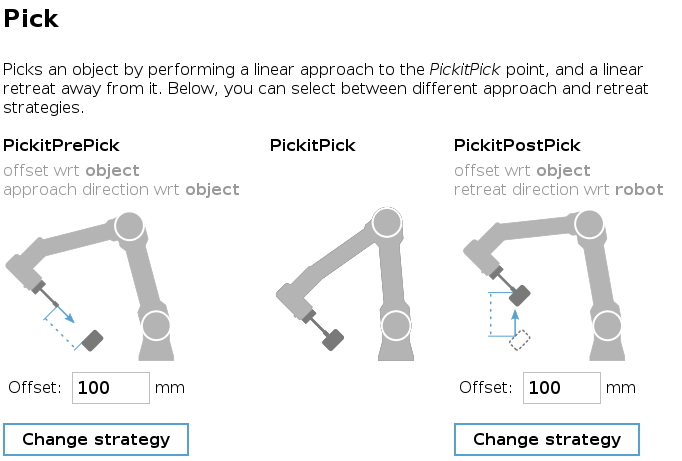 Pick
Picks an object by performing a linear approach to the PickitPick point, and a linear
retreat away from it. Below, you can select between different approach and retreat
strategies.
PickitPrePick
offset wrt object
approach direction wrt object
Offset: 100 mm
Change strategy
PickitPick
PickitPostPick
offset wrt object
retreat direction wrt robot
Offset: 100 mm
Change strategy